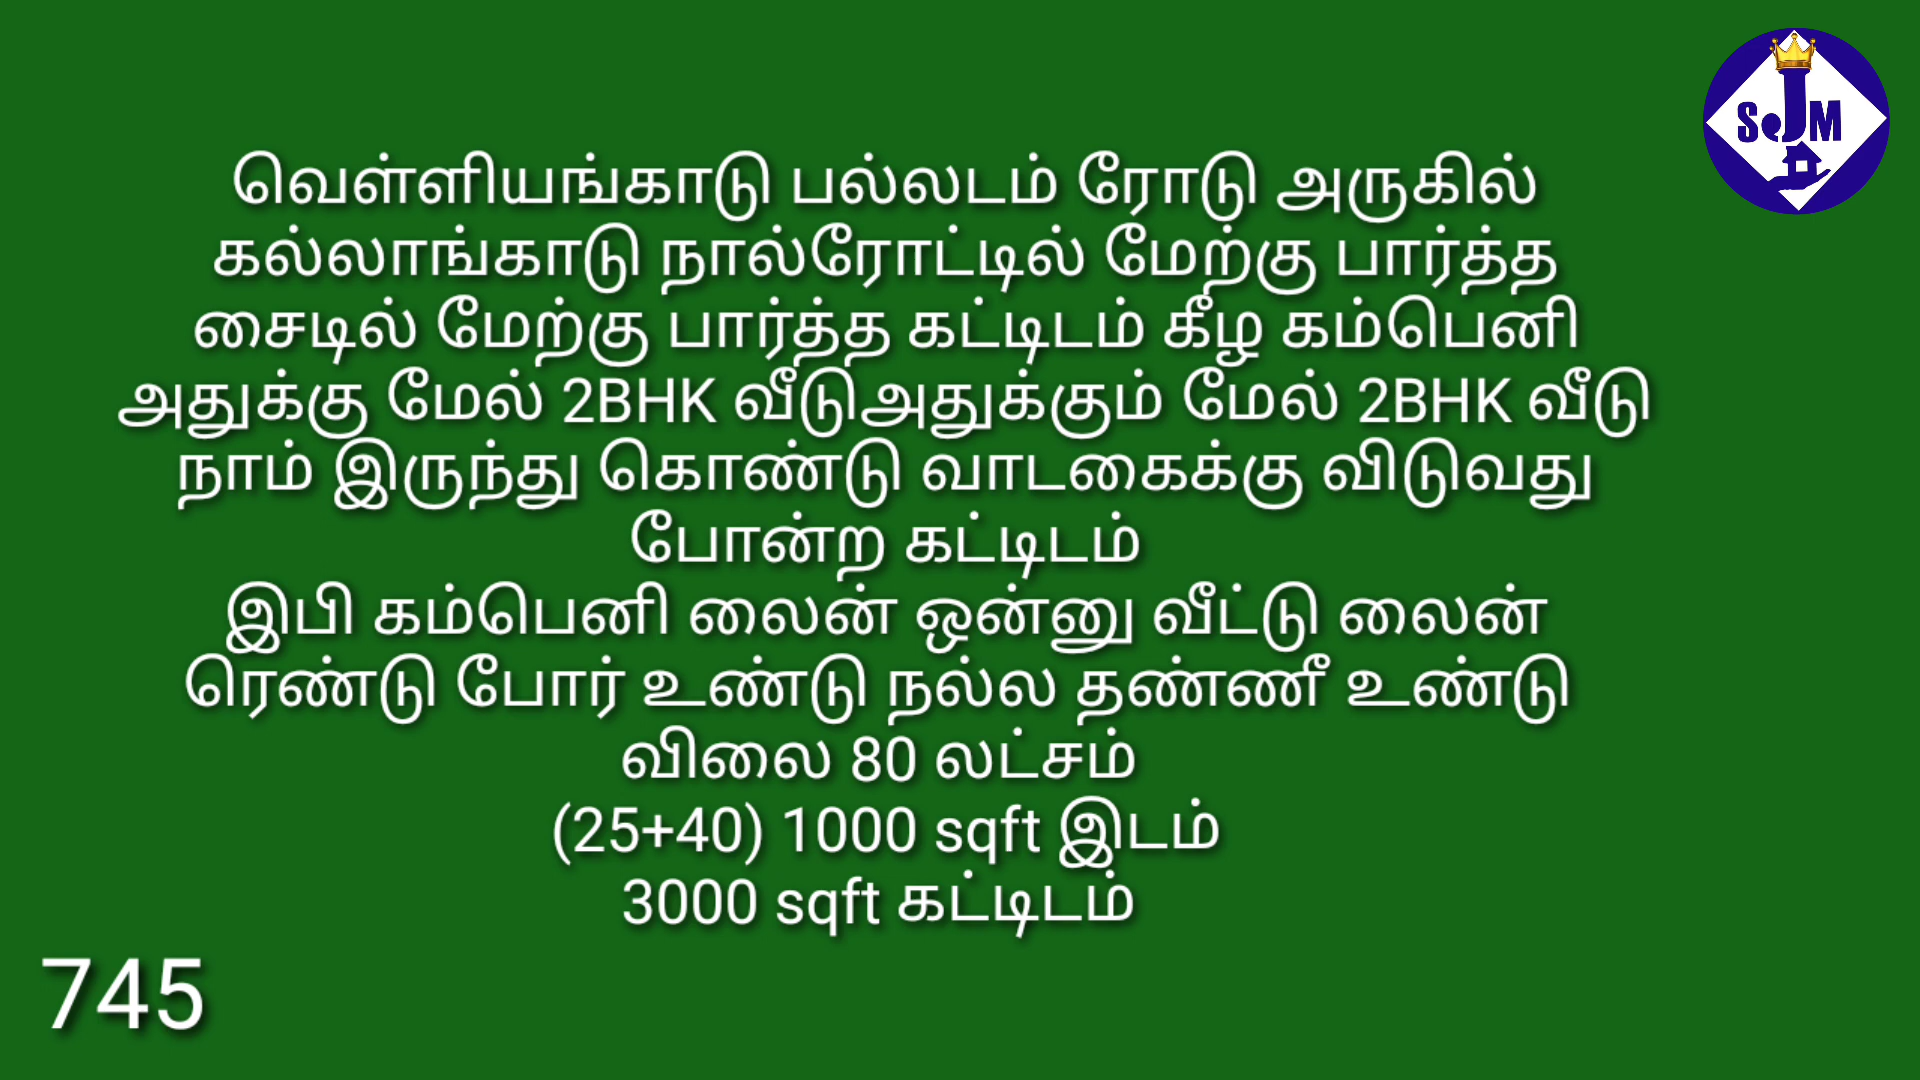 SJM
வெள்ளியங்காடு பல்லடம் ரோடு அருகில்
கல்லாங்காடு நால்ரோட்டில் மேற்கு பார்த்த
சைடில் மேற்கு பார்த்த கட்டிடம் கீழ கம்பெனி
அதுக்கு மேல் 2BHK வீடுஅதுக்கும் மேல் 2BHK வீடு
நாம் இருந்து கொண்டு வாடகைக்கு விடுவது
போன்ற கட்டிடம்
இபி கம்பெனி லைன் ஒன்னு வீட்டு லைன்
ரெண்டு போர் உண்டு நல்ல தண்ணீ உண்டு
விலை 80 லட்சம்
(25+40) 1000 sqft இடம்
3000 sqft கட்டிடம்
745